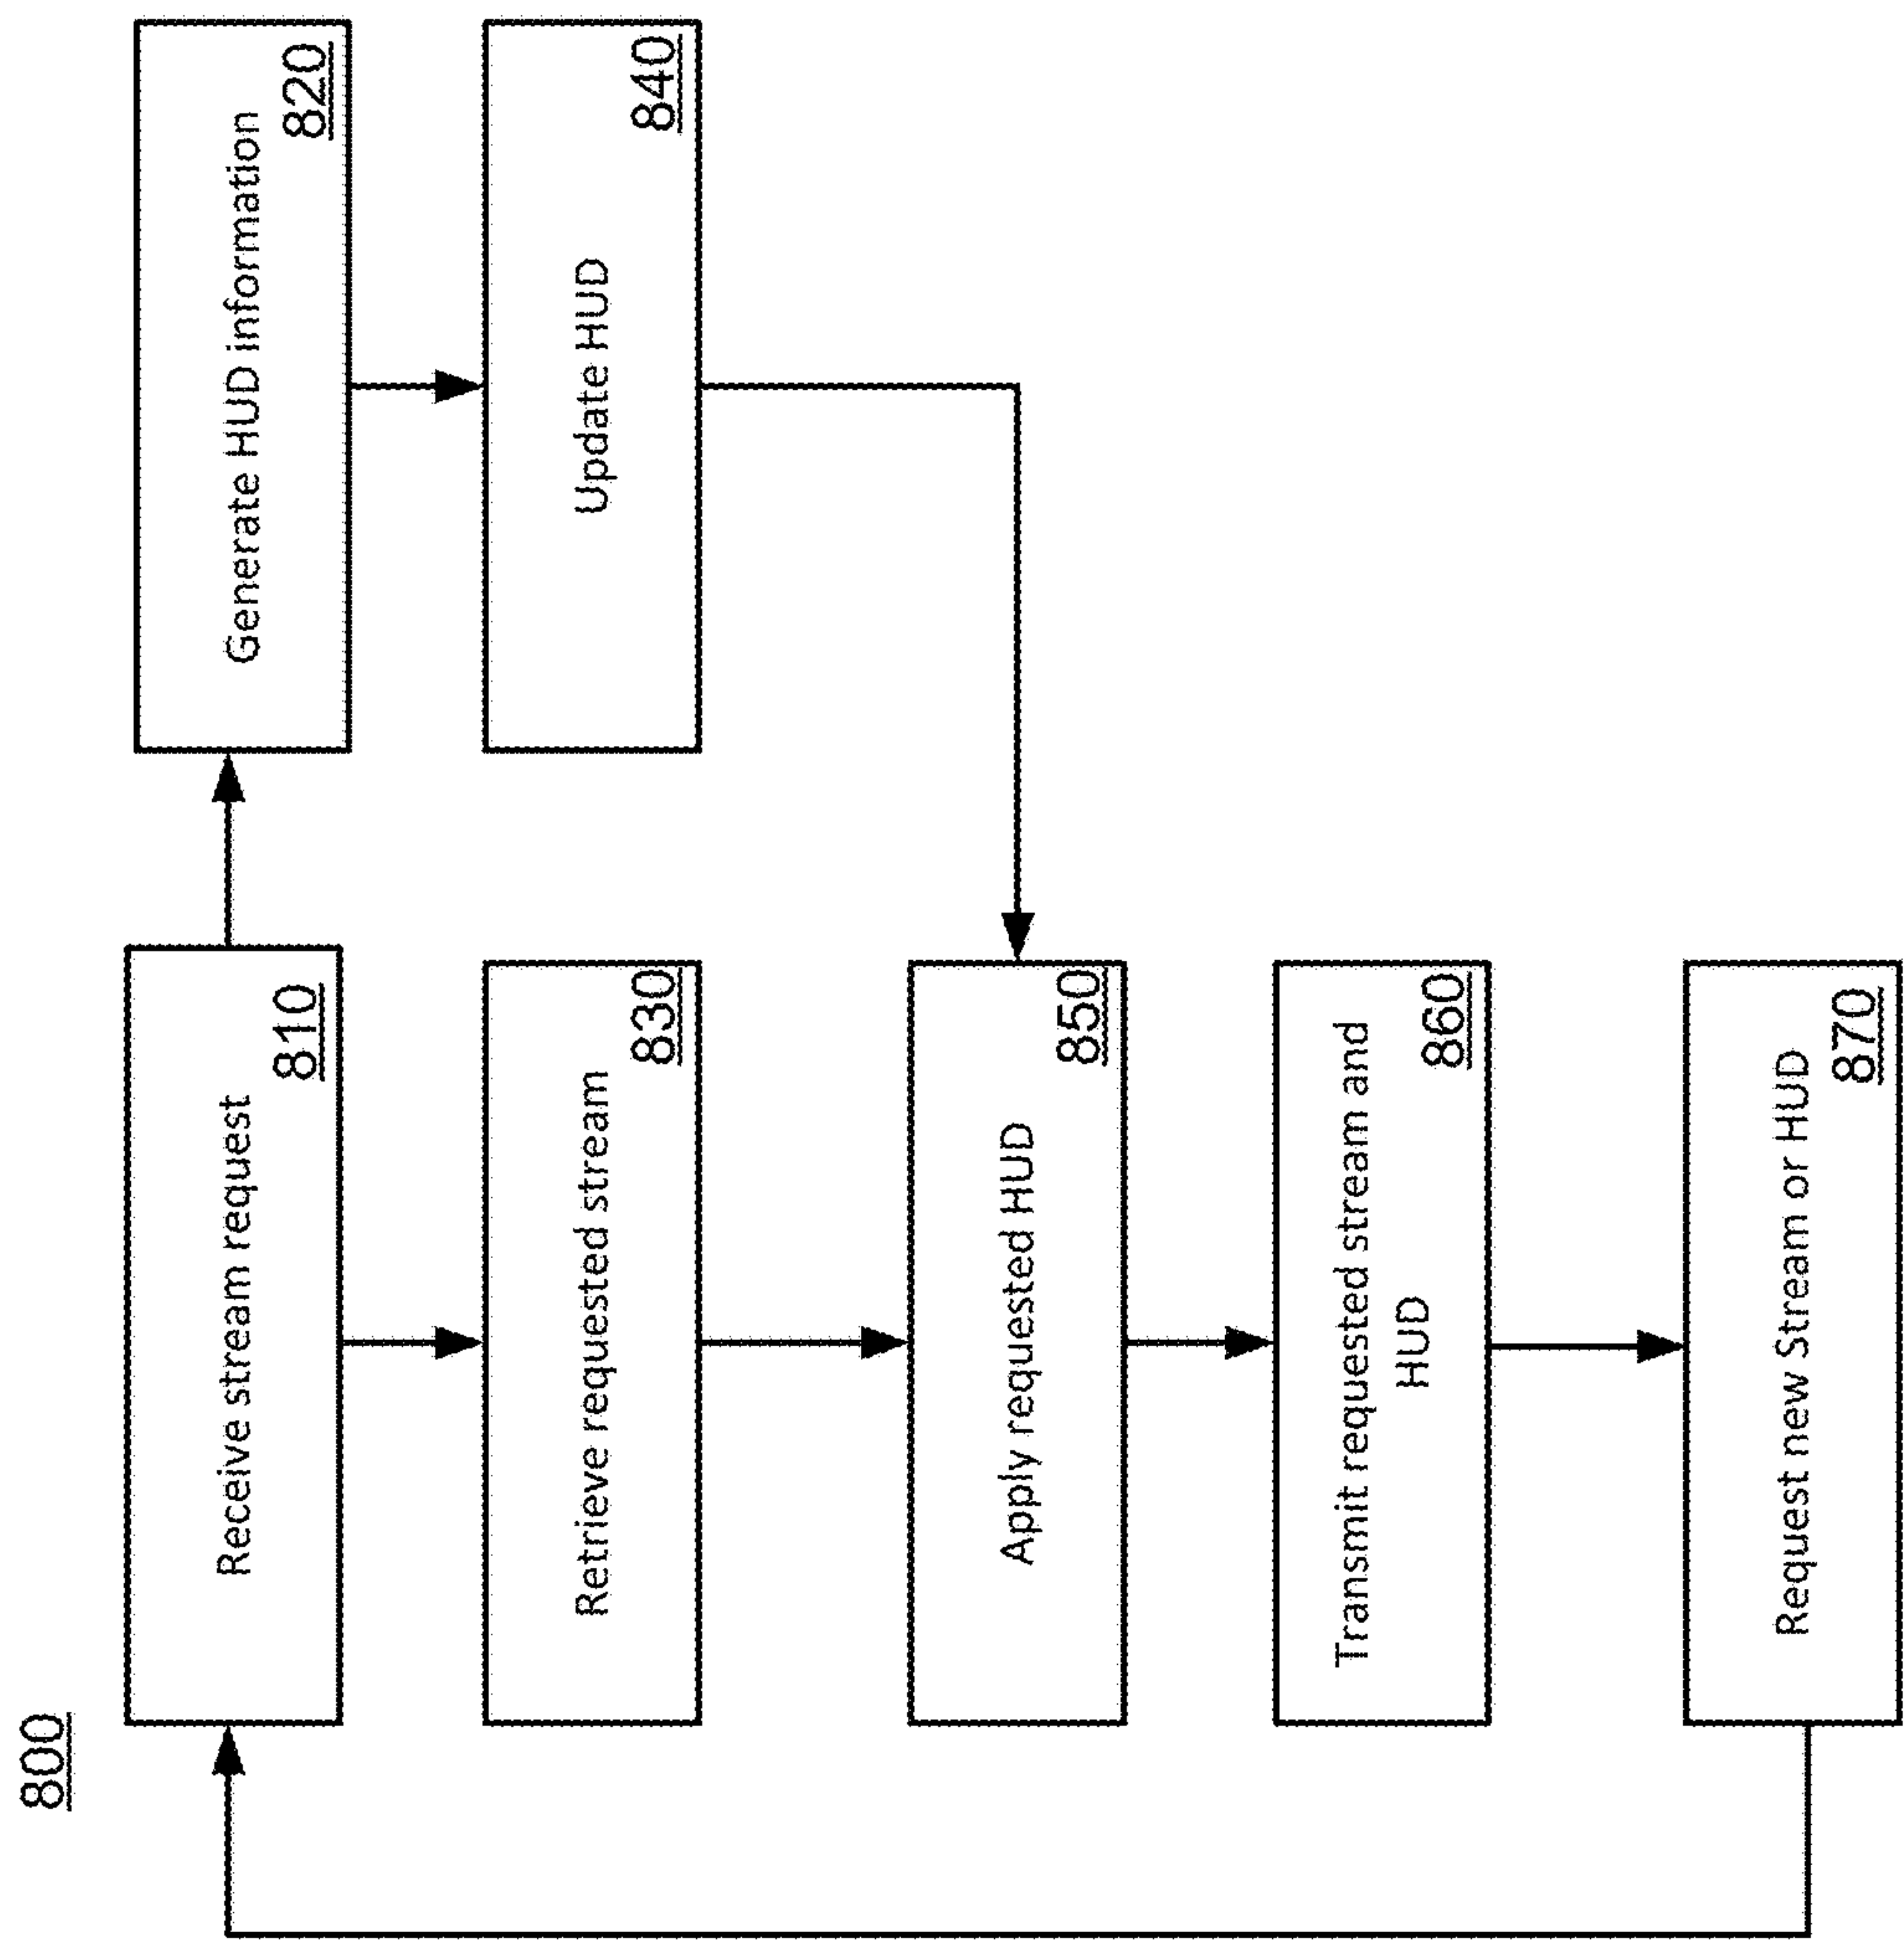 800
Receive stream request
810
Generate HUD information
820
Retrieve requested stream
830
Update HUD
840
Apply requested HUD
850
Transmit requested stream and
HUD
860
Request new Stream or HUD
870